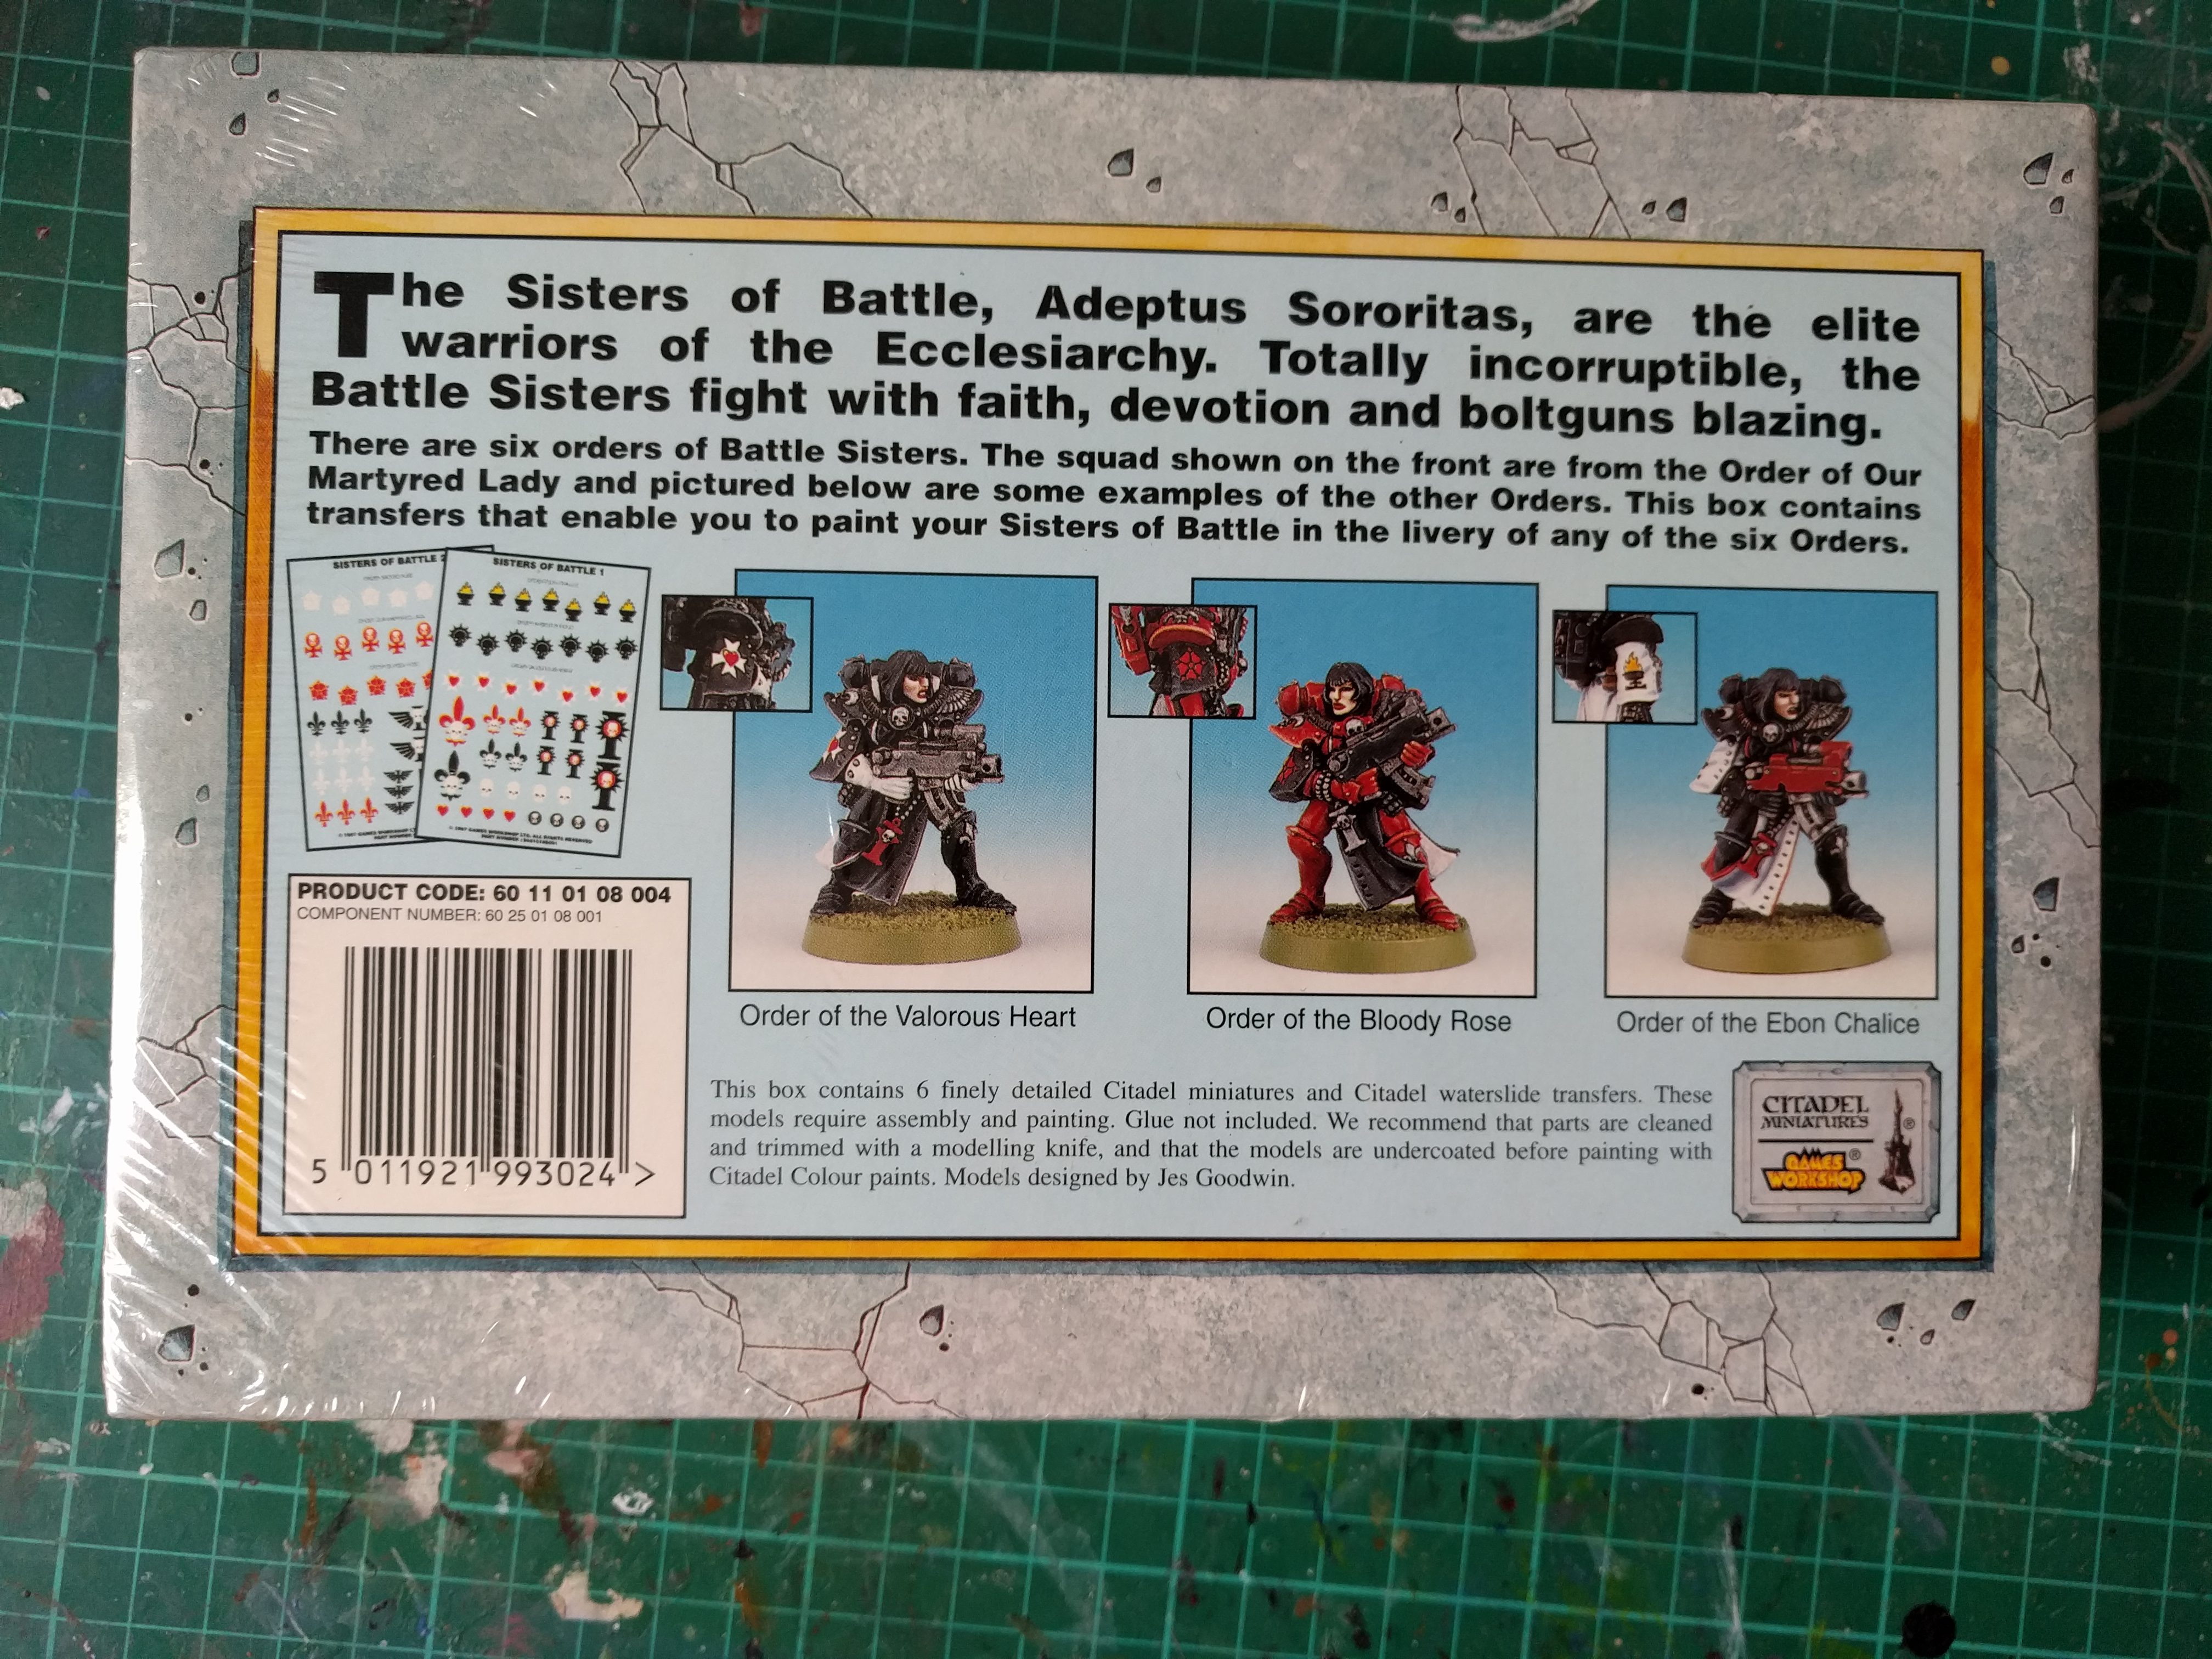 The Sisters of Battle, Adeptus Sororitas, are the elite
warriors of the Ecclesiarchy. Totally incorruptible, the
Battle Sisters fight with faith, devotion and boltguns blazing.
There are six orders of Battle Sisters. The squad shown on the front are from the Order of Our
Martyred Lady and pictured below are some examples of the other Orders. This box contains
transfers that enable you to paint your Sisters of Battle in the livery of any of the six Orders.
SISTERS OF BATTLE 2
SISTERS OF BATTLE 1
PRODUCT CODE: 60 11 01 08 004
COMPONENT NUMBER: 60 25 01 08 001
5 011921 993024 >
Order of the Valorous Heart
Order of the Bloody Rose
Order of the Ebon Chalice
This box contains 6 finely detailed Citadel miniatures and Citadel waterslide transfers. These
models require assembly and painting. Glue not included. We recommend that parts are cleaned
and trimmed with a modelling knife, and that the models are undercoated before painting with
Citadel Colour paints. Models designed by Jes Goodwin.
CITADEL
MINIATURES ®
GAMES ®
WORKSHOP